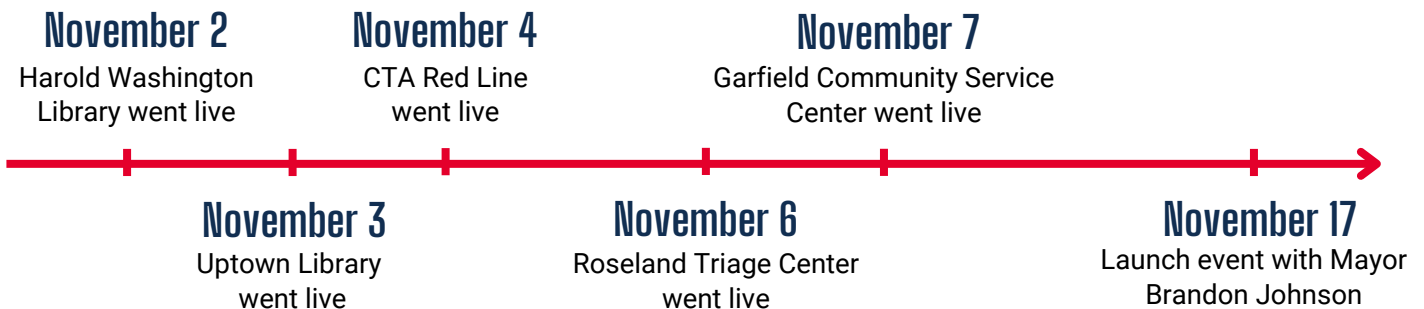 November 2
Harold Washington
Library went live
November 3
Uptown Library
went live
November 4
CTA Red Line
went live
November 6
Roseland Triage Center
went live
November 7
Garfield Community Service
Center went live
November 17
Launch event with Mayor
Brandon Johnson